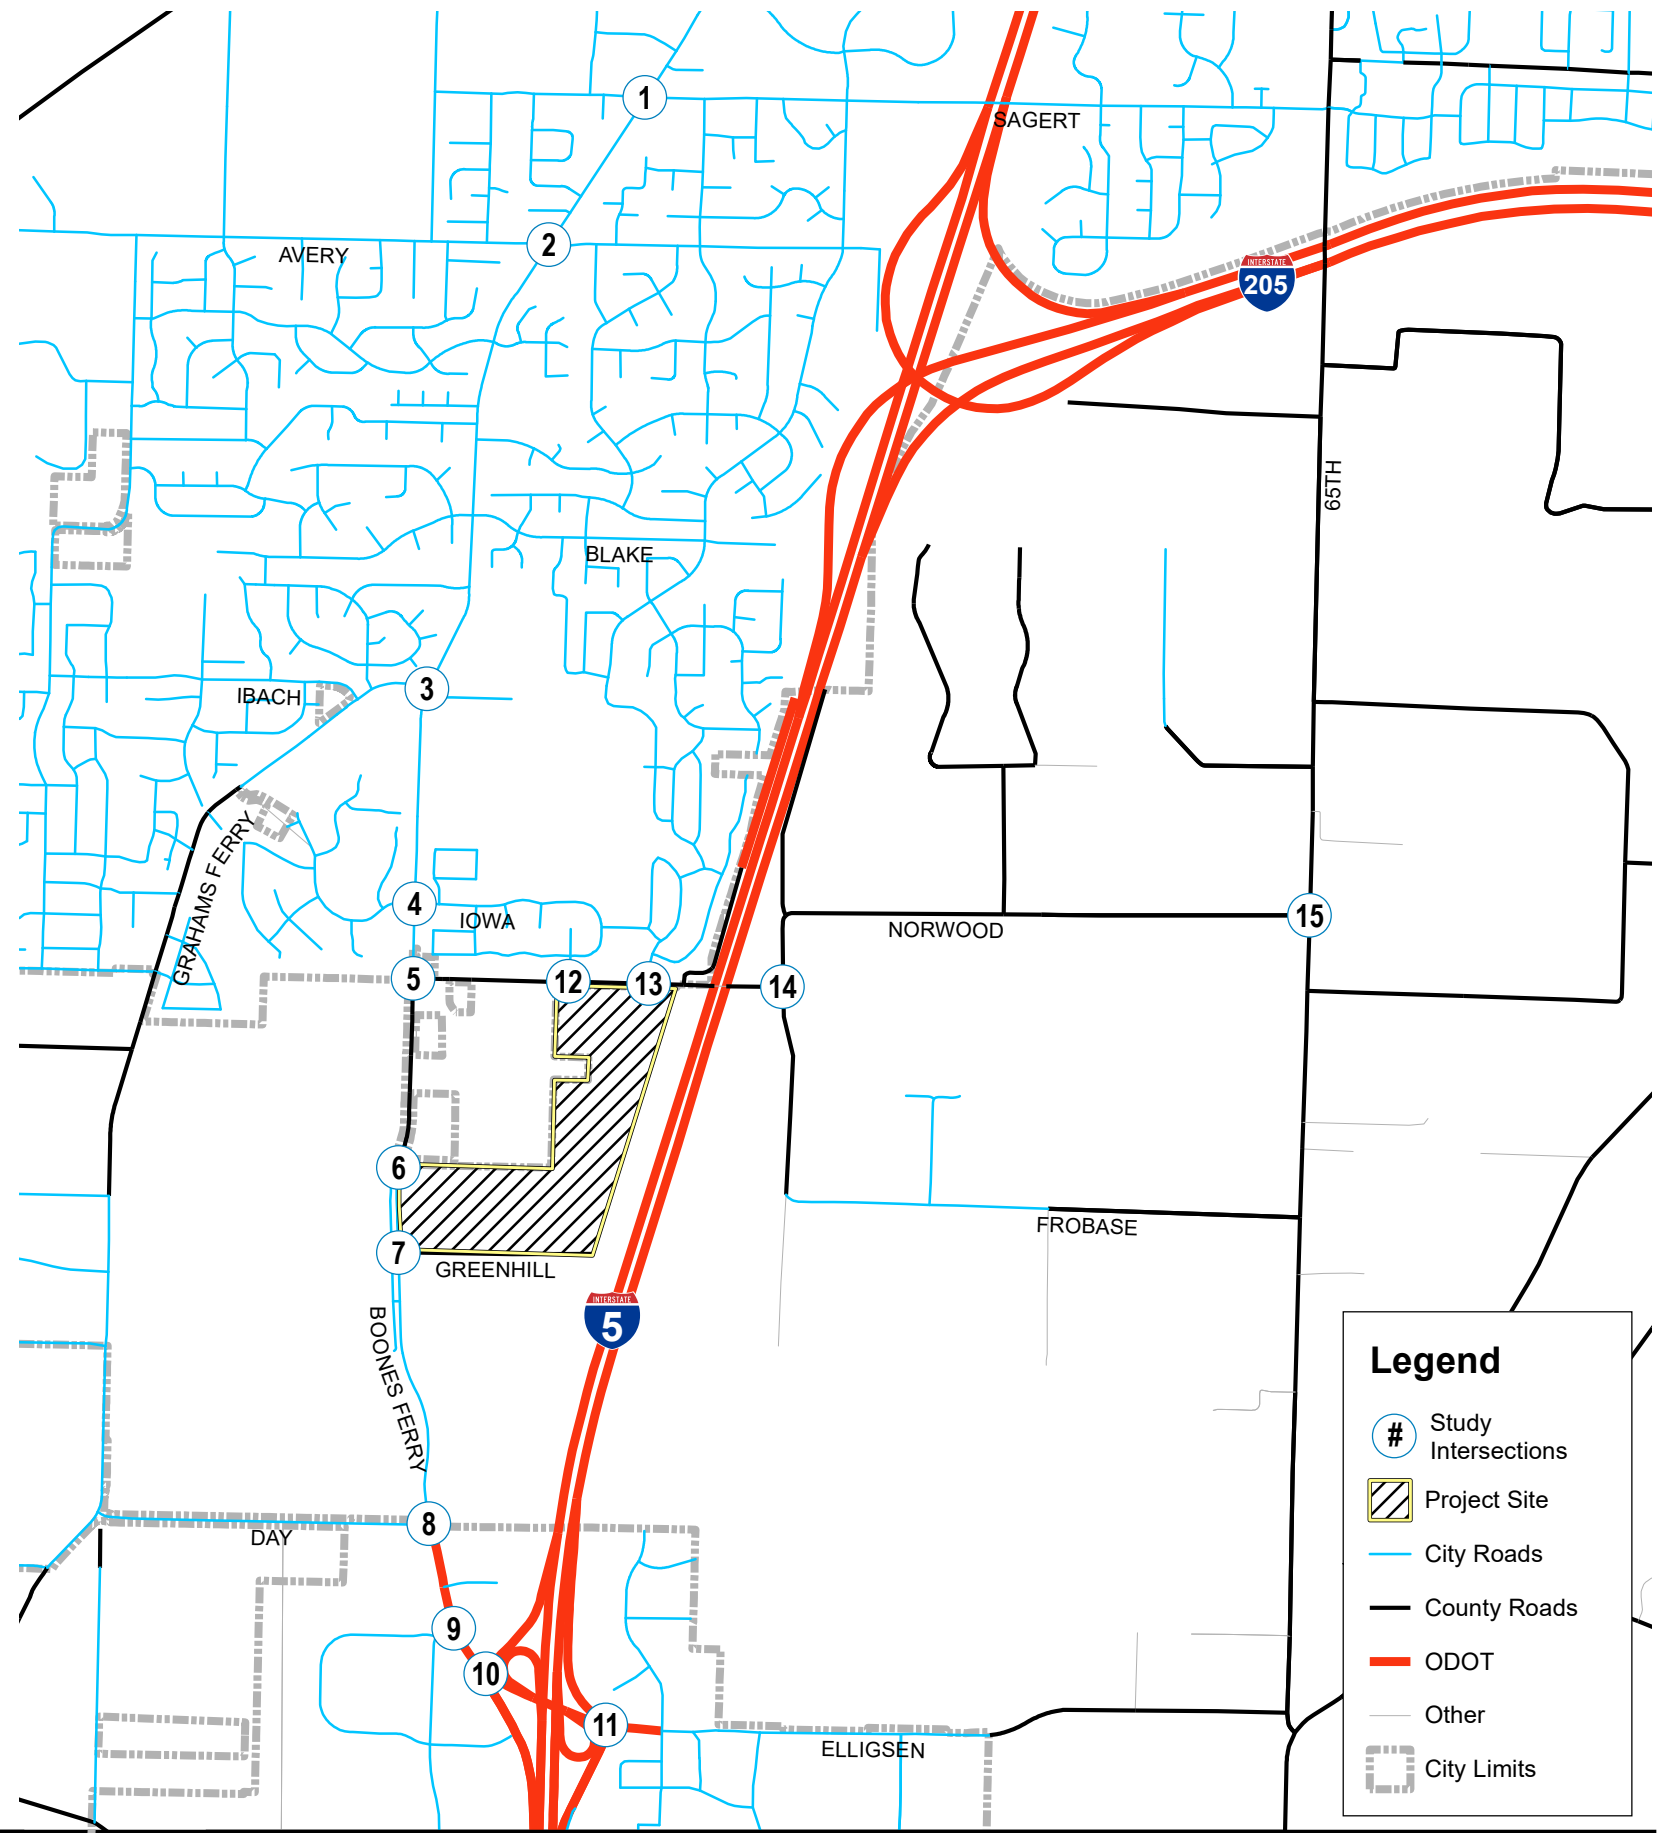 1
SAGERT
2
AVERY
INTERSTATE
205
65TH
BLAKE
3
IBACH
GRAHAMS FERRY
4
IOWA
15
NORWOOD
5
12
13
14
6
FROBASE
7
GREENHILL
INTERSTATE
5
BOONES FERRY
Legend
#
Study
Intersections
Project Site
8
DAY
City Roads
County Roads
9
ODOT
10
Other
11
ELLIGSEN
City Limits